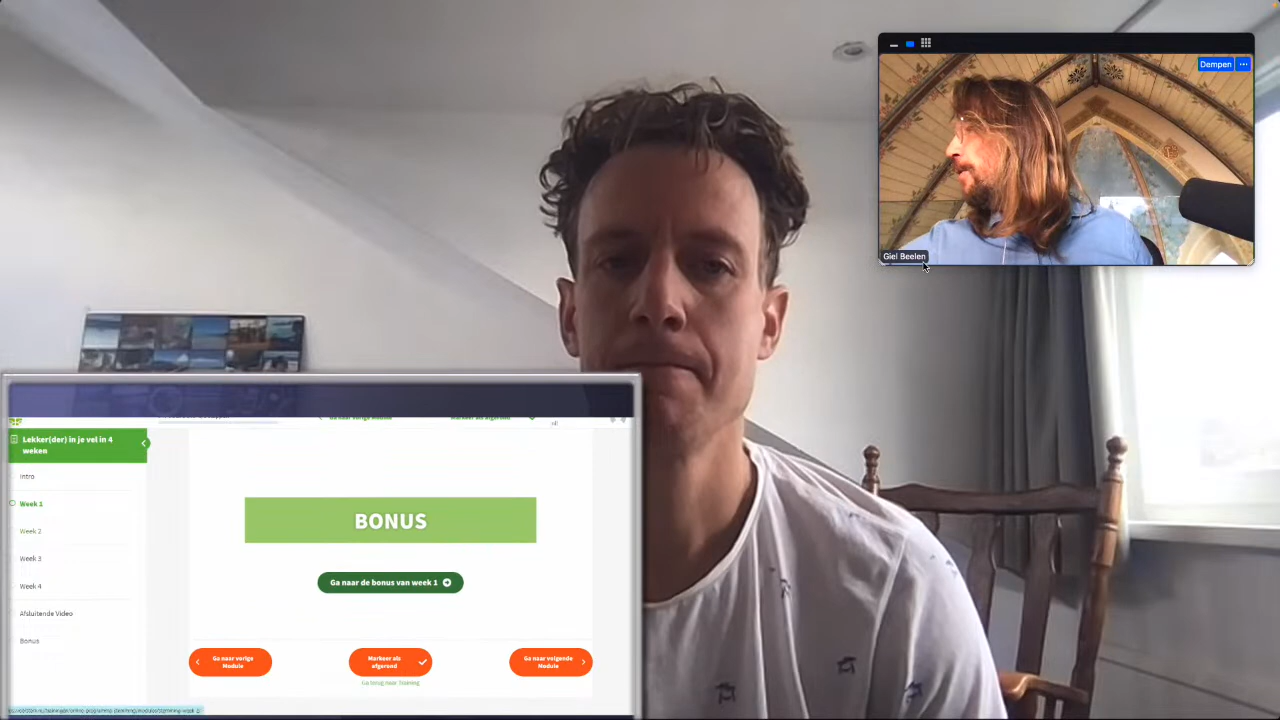 Dempen
Giel Beelen
Lekker(der) in je vel in 4
weken
Intro
Week 1
Week 2
Week 3
Week 4
Afsluitende Video
Bonus
BONUS
Ga naar de bonus van week 1
Ga naar vorige
Module
Markeer als
afgerond
Ga naar volgende
Module
Ga terug naar Training